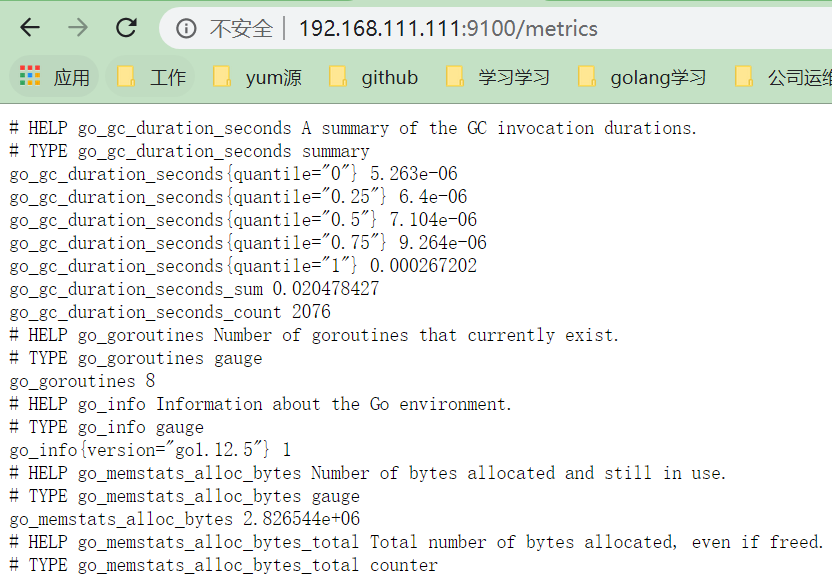 不安全 192.168.111.111:9100/metrics
应用 工作 yum源 github 学习学习 golang学习 公司运维
# HELP go_gc_duration_seconds A summary of the GC invocation durations.
# TYPE go_gc_duration_seconds summary
go_gc_duration_seconds{quantile="0"} 5.263e-06
go_gc_duration_seconds{quantile="0.25"} 6.4e-06
go_gc_duration_seconds{quantile="0.5"} 7.104e-06
go_gc_duration_seconds{quantile="0.75"} 9.264e-06
go_gc_duration_seconds{quantile="1"} 0.000267202
go_gc_duration_seconds_sum 0.020478427
go_gc_duration_seconds_count 2076
# HELP go_goroutines Number of goroutines that currently exist.
# TYPE go_goroutines gauge
go_goroutines 8
# HELP go_info Information about the Go environment.
# TYPE go_info gauge
go_info{version="go1.12.5"} 1
# HELP go_memstats_alloc_bytes Number of bytes allocated and still in use.
# TYPE go_memstats_alloc_bytes gauge
go_memstats_alloc_bytes 2.826544e+06
# HELP go_memstats_alloc_bytes_total Total number of bytes allocated, even if freed.
# TYPE go_memstats_alloc_bytes_total counter